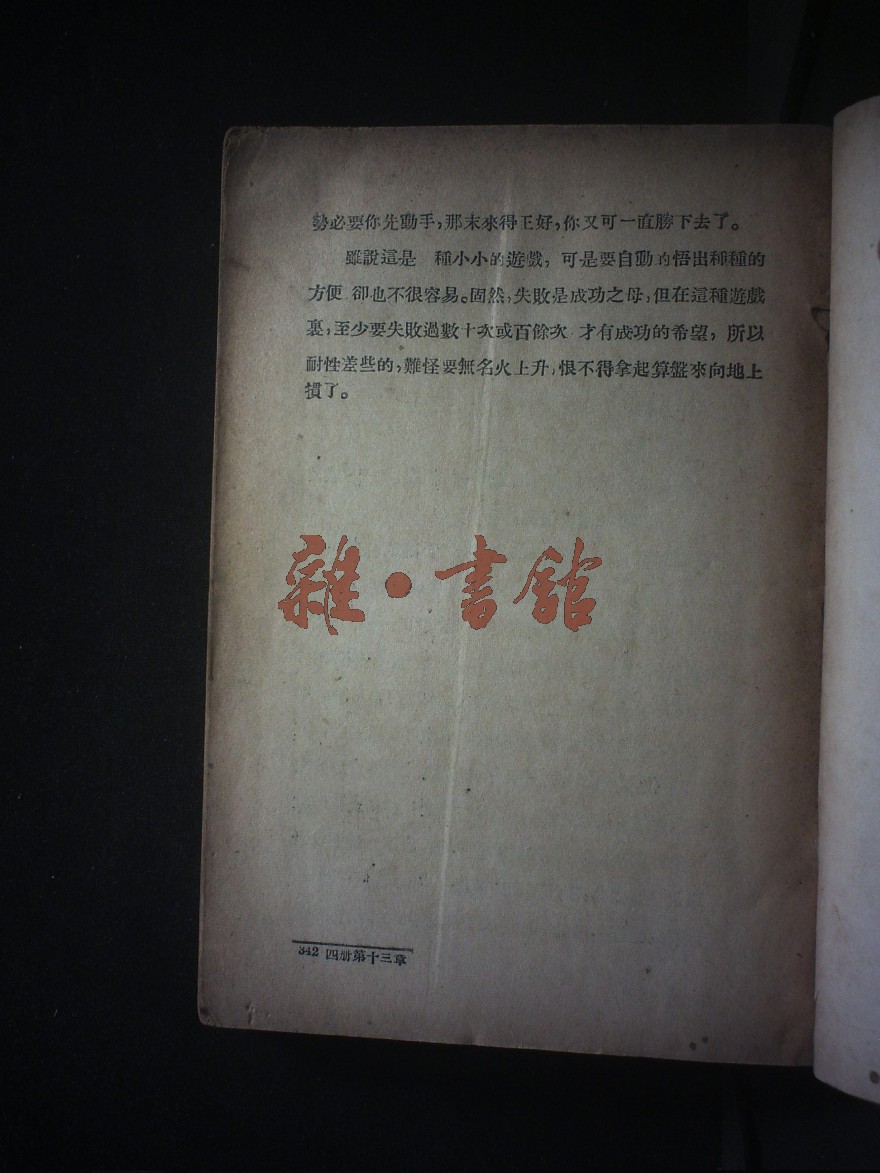 勢必要你先動手，那末來得正好，你又可一直勝下去了。
雖說這是　種小小的遊戲，可是要自動的悟出種種的
方便　卻也不很容易。固然，失敗是成功之母，但在這種遊戲
裏，至少要失敗過數十次或百餘次　才有成功的希望，所以
耐性差些的，難怪要無名火上升，恨不得拿起算盤來向地上
摜了。
雜·書館
342 四册第十三章